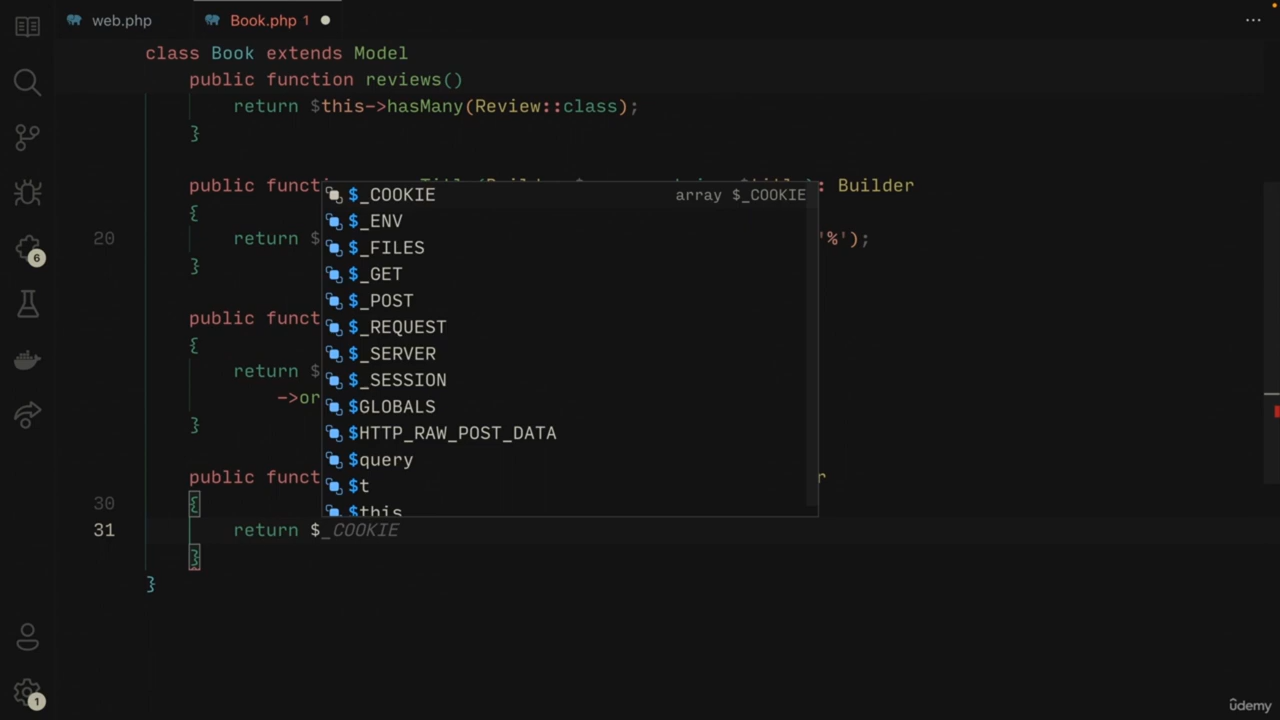 web.php
Book.php 1
class Book extends Model
public function reviews()
return $this->hasMany(Review::class);
}
public funct : Builder
{
20 return $ '%');
}
public funct
{
return $
->or
}
public funct r
30 {
31 return $_COOKIE
}
}
$_COOKIE array $_COOKIE
$_ENV
$_FILES
$_GET
$_POST
$_REQUEST
$_SERVER
$_SESSION
$GLOBALS
$HTTP_RAW_POST_DATA
$query
$t
$this
6
1
ûdemy